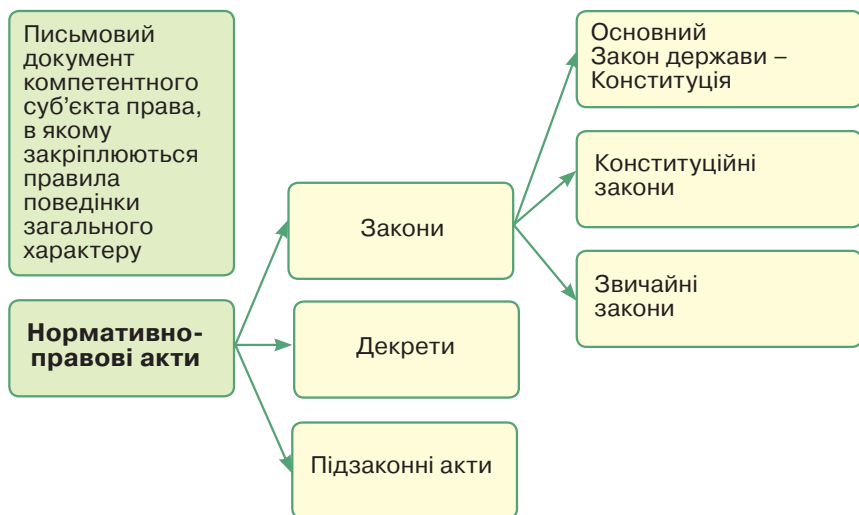 Письмовий
документ
компетентного
суб’єкта права,
в якому
закріплюються
правила
поведінки
загального
характеру
Нормативно-
правові акти
Закони
Декрети
Підзаконні акти
Основний
Закон держави –
Конституція
Конституційні
закони
Звичайні
закони